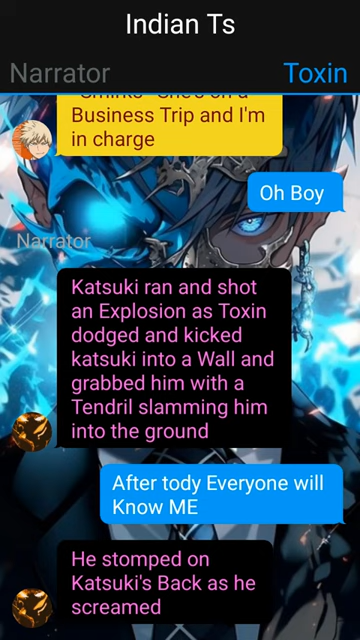 Indian Ts
Narrator
Toxin
Business Trip and I'm
in charge
Oh Boy
Narrator
Katsuki ran and shot
an Explosion as Toxin
dodged and kicked
katsuki into a Wall and
grabbed him with a
Tendril slamming him
into the ground
After tody Everyone will
Know ME
He stomped on
Katsuki's Back as he
screamed